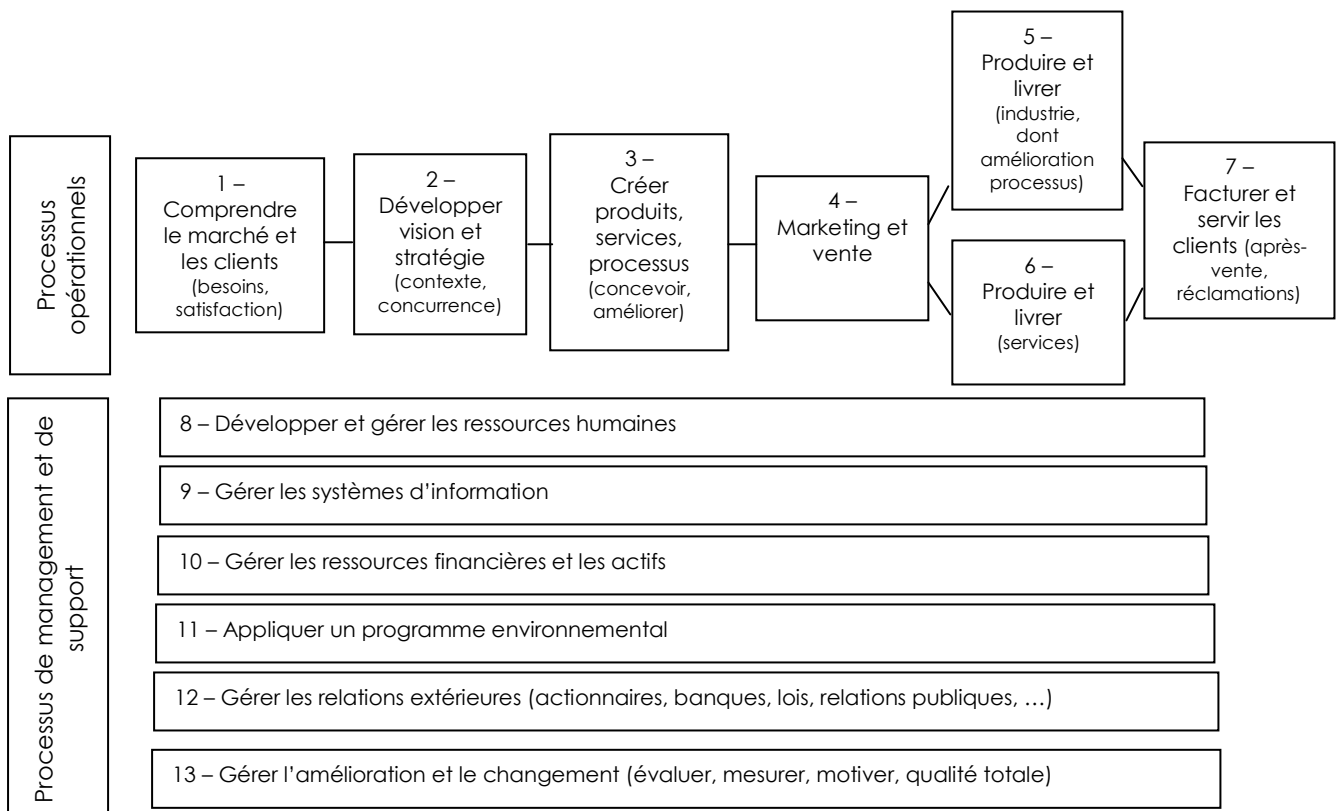 Processus
opérationnels
1 –
Comprendre
le marché et
les clients
(besoins,
satisfaction)
2 –
Développer
vision et
stratégie
(contexte,
concurrence)
3 –
Créer
produits,
services,
processus
(concevoir,
améliorer)
4 –
Marketing et
vente
5 –
Produire et
livrer
(industrie,
dont
amélioration
processus)
6 –
Produire et
livrer
(services)
7 –
Facturer et
servir les
clients (après-
vente,
réclamations)
Processus de management et de
support
8 – Développer et gérer les ressources humaines
9 – Gérer les systèmes d’information
10 – Gérer les ressources financières et les actifs
11 – Appliquer un programme environnemental
12 – Gérer les relations extérieures (actionnaires, banques, lois, relations publiques, …)
13 – Gérer l’amélioration et le changement (évaluer, mesurer, motiver, qualité totale)